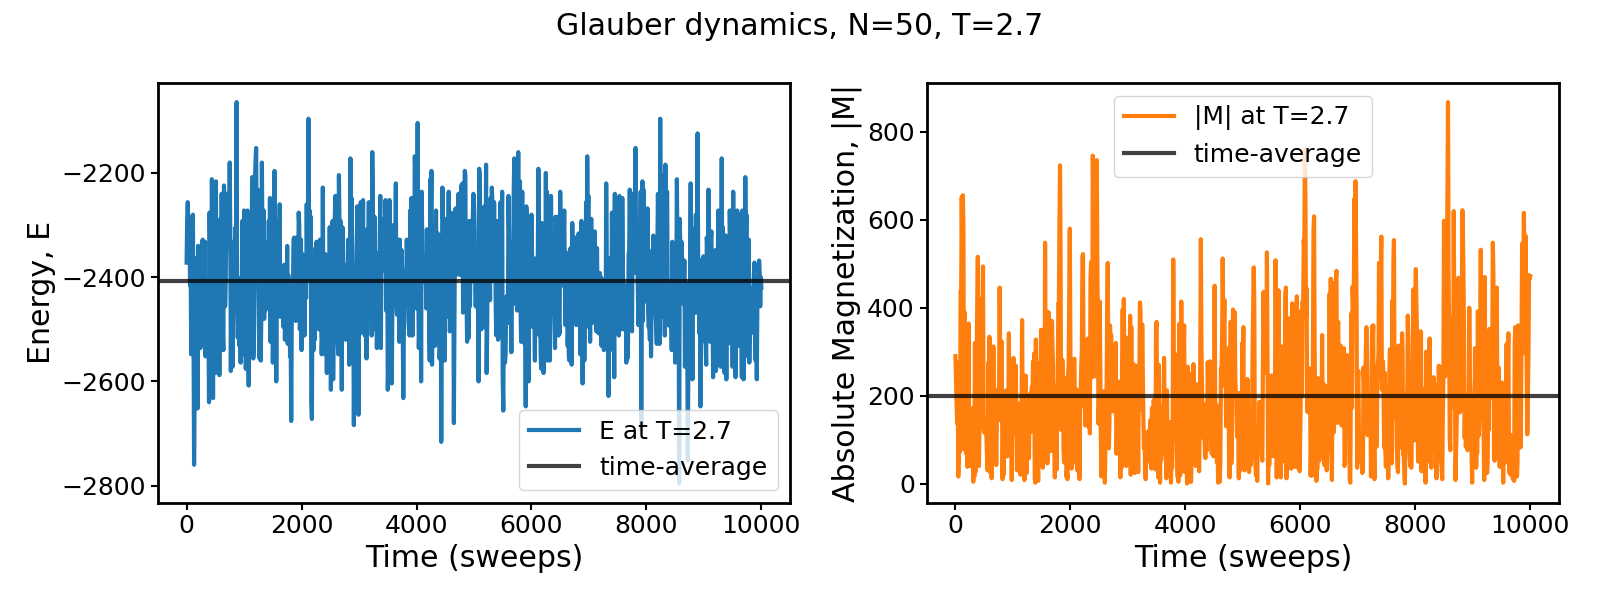 Glauber dynamics, N=50, T=2.7
Energy, E
−2200
−2400
−2600
−2800
E at T=2.7
time-average
0 2000 4000 6000 8000 10000
Time (sweeps)
Absolute Magnetization, |M|
800
600
400
200
0
|M| at T=2.7
time-average
0 2000 4000 6000 8000 10000
Time (sweeps)